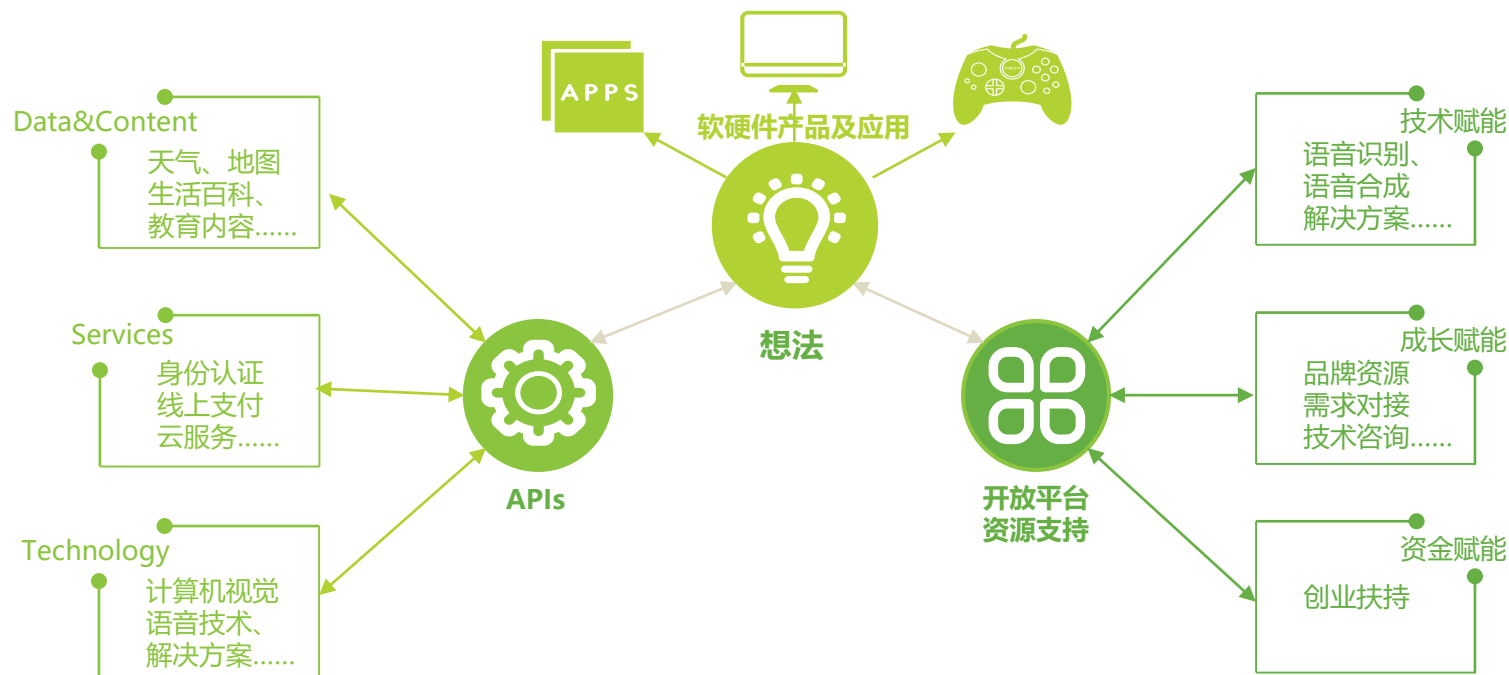 APPS
软硬件产品及应用
想法
Data&Content
天气、地图
生活百科、
教育内容......
Services
身份认证
线上支付
云服务......
Technology
计算机视觉
语音技术、
解决方案......
APIs
开放平台
资源支持
技术赋能
语音识别、
语音合成
解决方案......
成长赋能
品牌资源
需求对接
技术咨询......
资金赋能
创业扶持